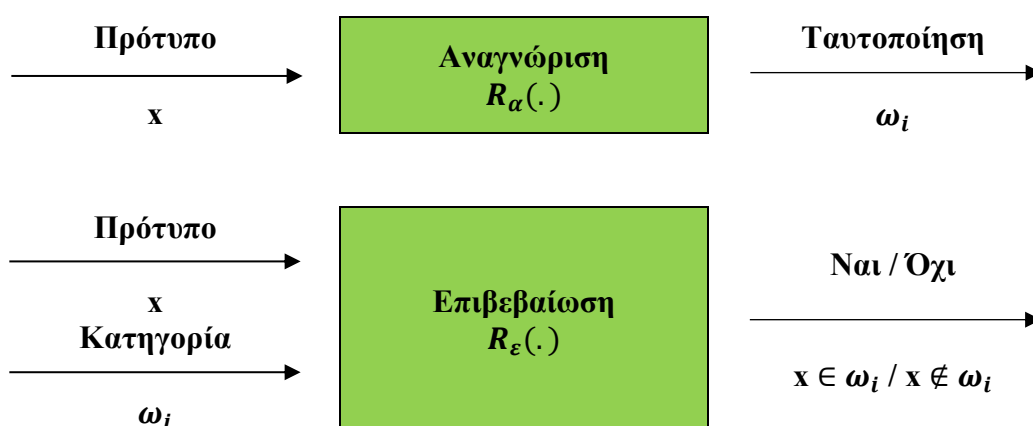 Πρότυπο
x
Αναγνώριση
𝑹𝜶(.)
Ταυτοποίηση
𝝎𝒊
Πρότυπο
x
Κατηγορία
𝝎𝒊
Επιβεβαίωση
𝑹𝜺(.)
Ναι / Όχι
x ∈ 𝝎𝒊 / x ∉ 𝝎𝒊